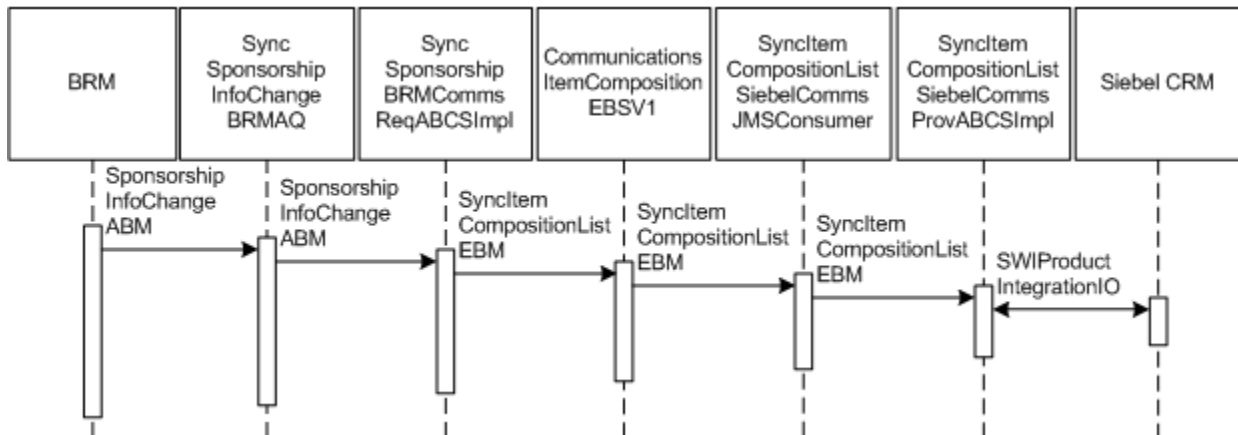 BRM
Sync
Sponsorship
InfoChange
BRMAQ
Sync
Sponsorship
BRMComms
ReqABCSImpl
Communications
ItemComposition
EBSV1
SyncItem
CompositionList
SiebelComms
JMSConsumer
SyncItem
CompositionList
SiebelComms
ProvABCSImpl
Siebel CRM
Sponsorship
InfoChange
ABM
Sponsorship
InfoChange
ABM
SyncItem
CompositionList
EBM
SyncItem
CompositionList
EBM
SyncItem
CompositionList
EBM
SWIProduct
IntegrationIO